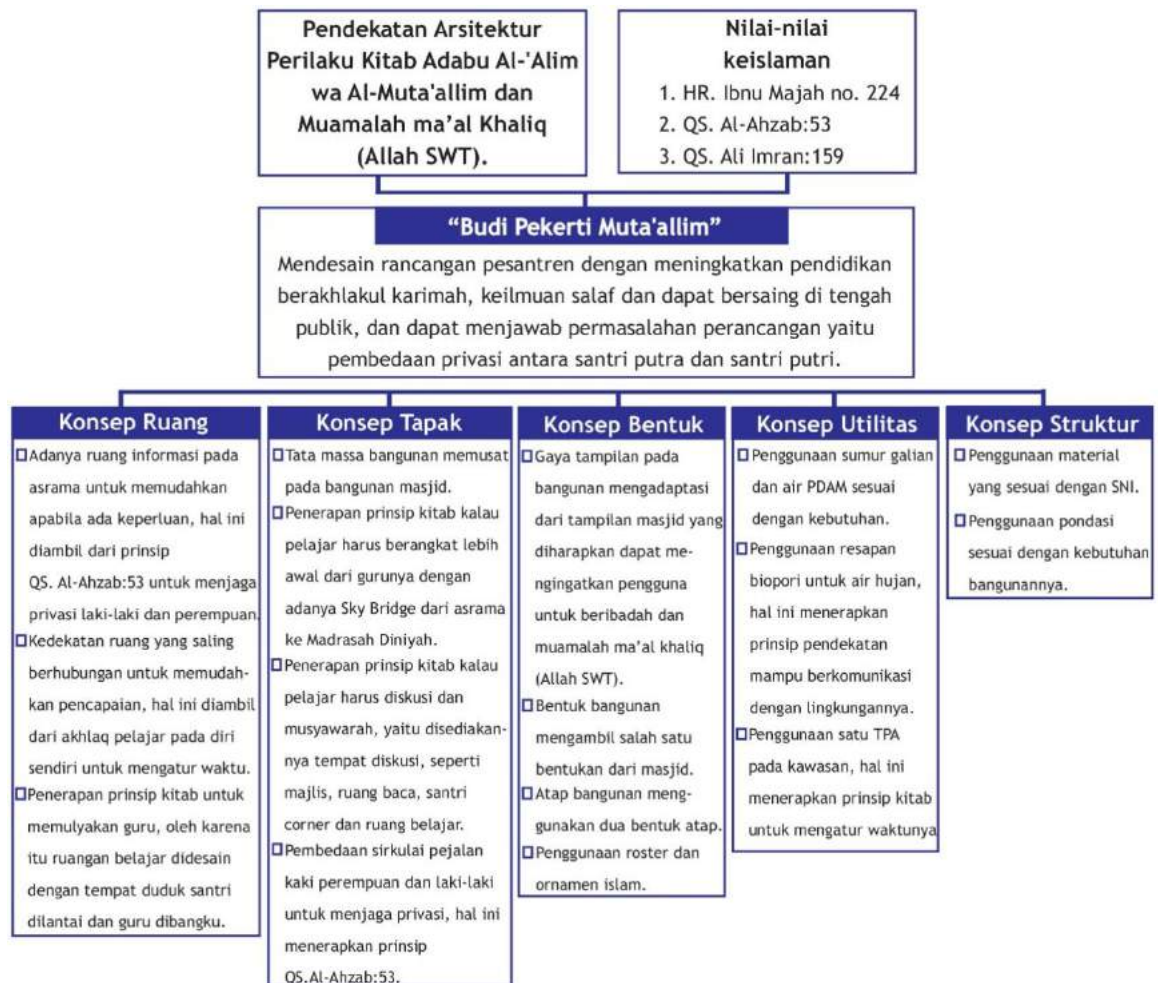 Pendekatan Arsitektur
Perilaku Kitab Adabu Al-'Alim
wa Al-Muta'allim dan
Muamalah ma'al Khaliq
(Allah SWT).
Nilai-nilai
keislaman
1. HR. Ibnu Majah no. 224
2. QS. Al-Ahzab:53
3. QS. Ali Imran:159
“Budi Pekerti Muta'allim”
Mendesain rancangan pesantren dengan meningkatkan pendidikan
berakhlakul karimah, keilmuan salaf dan dapat bersaing di tengah
publik, dan dapat menjawab permasalahan perancangan yaitu
pembedaan privasi antara santri putra dan santri putri.
Konsep Ruang
Adanya ruang informasi pada
asrama untuk memudahkan
apabila ada keperluan, hal ini
diambil dari prinsip
QS. Al-Ahzab:53 untuk menjaga
privasi laki-laki dan perempuan.
Kedekatan ruang yang saling
berhubungan untuk memudah-
kan pencapaian, hal ini diambil
dari akhlaq pelajar pada diri
sendiri untuk mengatur waktu.
Penerapan prinsip kitab untuk
memulyakan guru, oleh karena
itu ruangan belajar didesain
dengan tempat duduk santri
dilantai dan guru dibangku.
Konsep Tapak
Tata massa bangunan memusat
pada bangunan masjid.
Penerapan prinsip kitab kalau
pelajar harus berangkat lebih
awal dari gurunya dengan
adanya Sky Bridge dari asrama
ke Madrasah Diniyah.
Penerapan prinsip kitab kalau
pelajar harus diskusi dan
musyawarah, yaitu disediakan-
nya tempat diskusi, seperti
majlis, ruang baca, santri
corner dan ruang belajar.
Pembedaan sirkulai pejalan
kaki perempuan dan laki-laki
untuk menjaga privasi, hal ini
menerapkan prinsip
QS.Al-Ahzab:53.
Konsep Bentuk
Gaya tampilan pada
bangunan mengadaptasi
dari tampilan masjid yang
diharapkan dapat me-
ngingatkan pengguna
untuk beribadah dan
muamalah ma'al khaliq
(Allah SWT).
Bentuk bangunan
mengambil salah satu
bentukan dari masjid.
Atap bangunan meng-
gunakan dua bentuk atap.
Penggunaan roster dan
ornamen islam.
Konsep Utilitas
Penggunaan sumur galian
dan air PDAM sesuai
dengan kebutuhan.
Penggunaan resapan
biopori untuk air hujan,
hal ini menerapkan
prinsip pendekatan
mampu berkomunikasi
dengan lingkungannya.
Penggunaan satu TPA
pada kawasan, hal ini
menerapkan prinsip kitab
untuk mengatur waktunya
Konsep Struktur
Penggunaan material
yang sesuai dengan SNI.
Penggunaan pondasi
sesuai dengan kebutuhan
bangunannya.